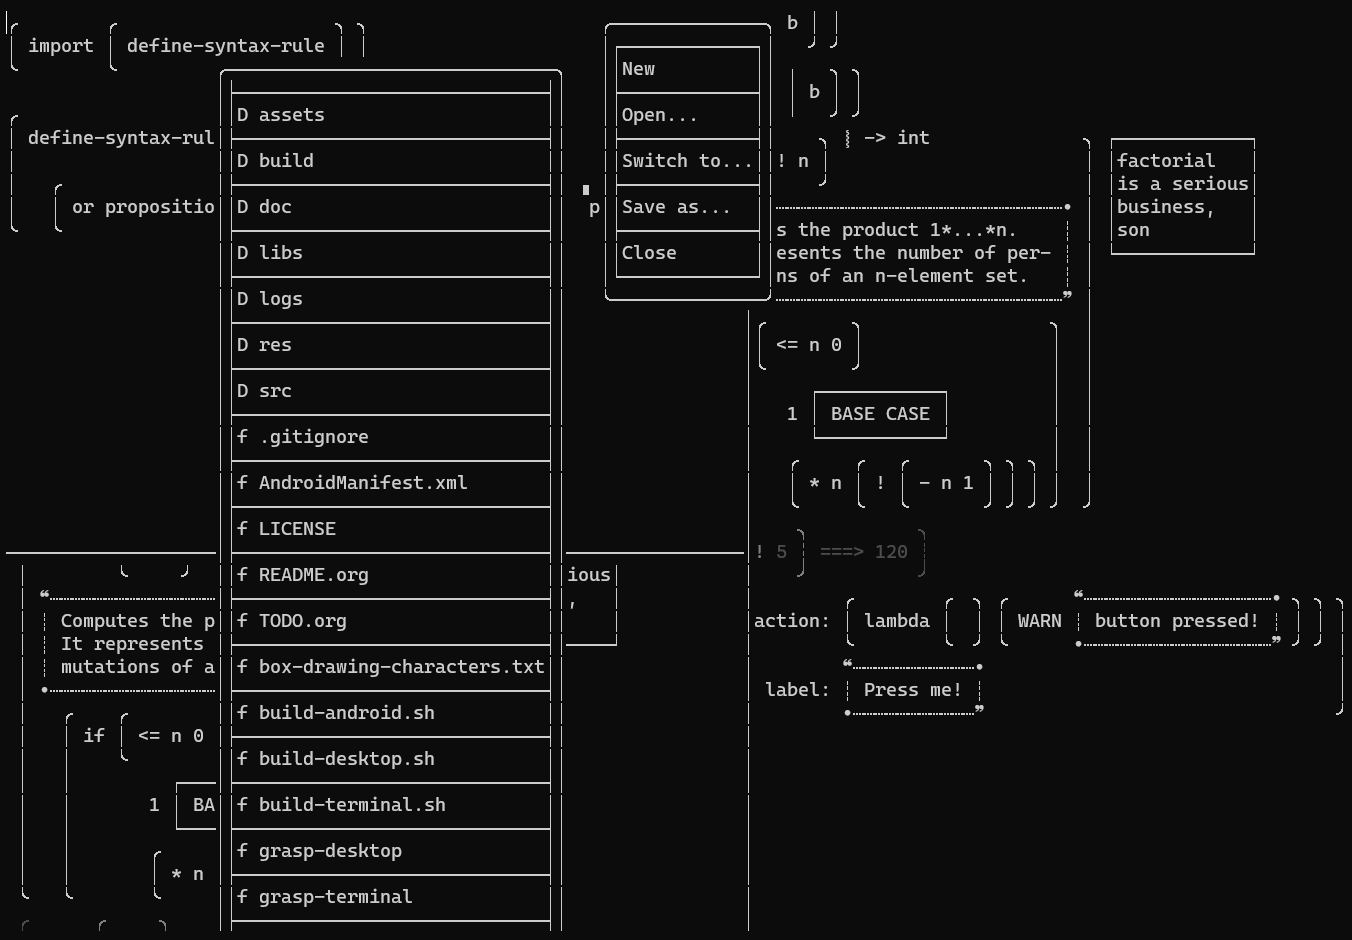 import define-syntax-rule
b
New
b
D assets
Open...
define-syntax-rul
-> int
D build
Switch to...
! n
factorial
is a serious
or propositio
D doc
p
Save as...
business,
s the product 1*...*n.
son
D libs
Close
esents the number of per-
ns of an n-element set.
D logs
D res
<= n 0
D src
1 BASE CASE
f .gitignore
f AndroidManifest.xml
* n ! - n 1
f LICENSE
! 5 ===> 120
f README.org
ious
,
Computes the p
f TODO.org
action: lambda WARN button pressed!
It represents
mutations of a
f box-drawing-characters.txt
label: Press me!
f build-android.sh
if <= n 0
f build-desktop.sh
1 BA
f build-terminal.sh
f grasp-desktop
* n
f grasp-terminal